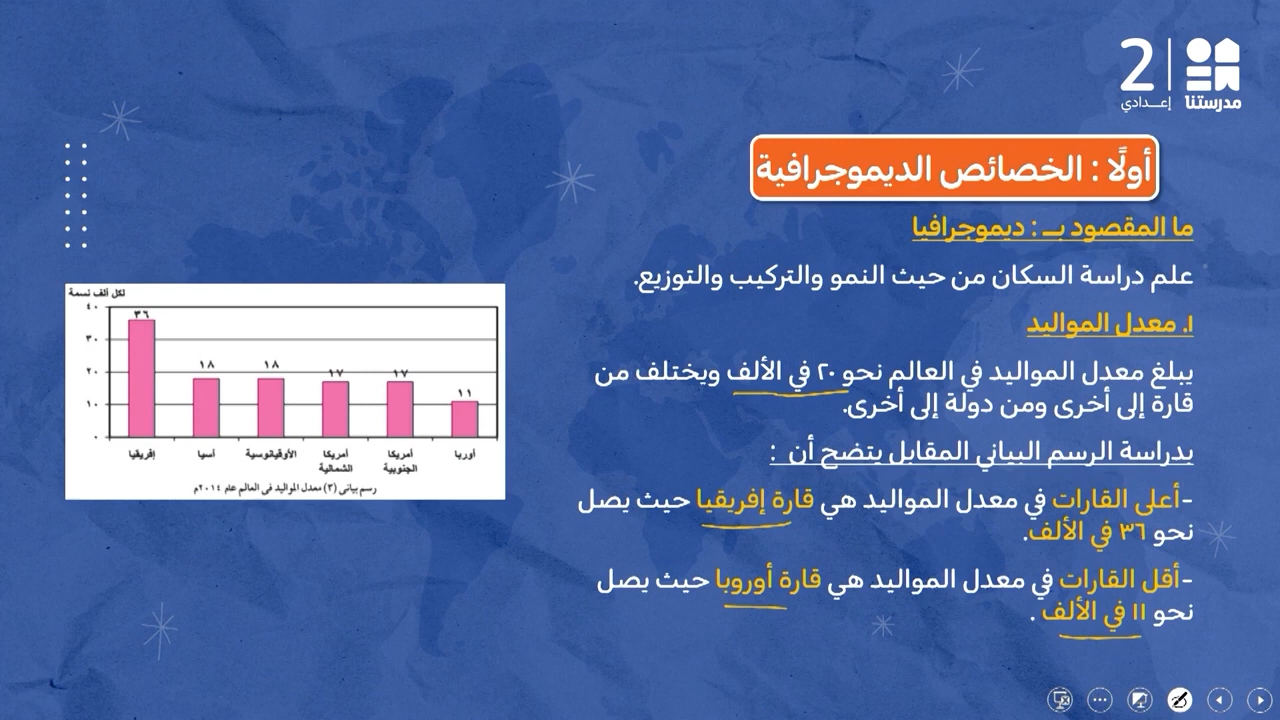 2
إعدادي
مدرستنا
أولًا : الخصائص الديموجرافية
ما المقصود بـ : ديموجرافيا
علم دراسة السكان من حيث النمو والتركيب والتوزيع.
١. معدل المواليد
يبلغ معدل المواليد في العالم نحو ٢٠ في الألف ويختلف من
قارة إلى أخرى ومن دولة إلى أخرى.
بدراسة الرسم البياني المقابل يتضح أن :
-أعلى القارات في معدل المواليد هي قارة إفريقيا حيث يصل
نحو ٣٦ في الألف.
-أقل القارات في معدل المواليد هي قارة أوروبا حيث يصل
نحو ١١ في الألف .
لكل ألف نسمة
٤٠
٣٠
٢٠
١٠
٠
٣٦
١٨
١٨
١٧
١٧
١١
إفريقيا
آسيا
الأوقيانوسية
أمريكا الشمالية
أمريكا الجنوبية
أوربا
رسم بيانى (٣) معدل المواليد فى العالم عام ٢٠١٤م